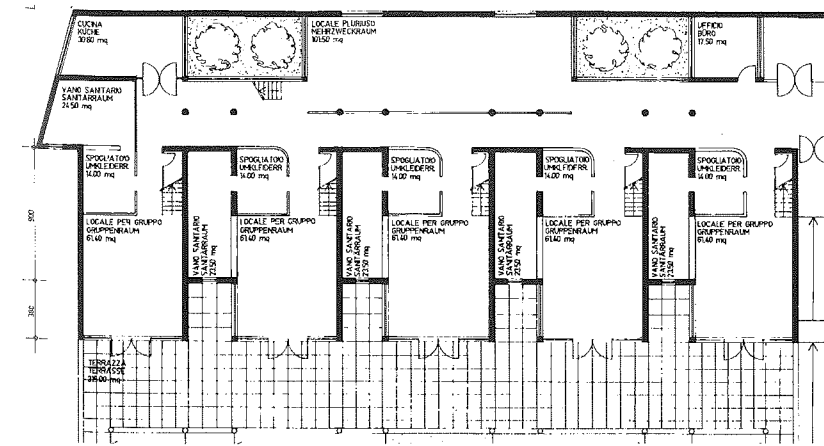 CUCINA
KÜCHE
30.80 mq
LOCALE PLURIUSO
MEHRZWECKRAUM
101.50 mq
UFFICIO
BÜRO
17.50 mq
VANO SANITARIO
SANITÄRRAUM
24.50 mq
SPOGLIATOIO
UMKLEIDERR.
14.00 mq
SPOGLIATOIO
UMKLEIDERR.
14.00 mq
SPOGLIATOIO
UMKLEIDERR.
14.00 mq
SPOGLIATOIO
UMKLEIDERR.
14.00 mq
SPOGLIATOIO
UMKLEIDERR.
14.00 mq
LOCALE PER GRUPPO
GRUPPENRAUM
61.40 mq
VANO SANITARIO
SANITÄRRAUM
23.50 mq
LOCALE PER GRUPPO
GRUPPENRAUM
61.40 mq
VANO SANITARIO
SANITÄRRAUM
23.50 mq
LOCALE PER GRUPPO
GRUPPENRAUM
61.40 mq
VANO SANITARIO
SANITÄRRAUM
23.50 mq
LOCALE PER GRUPPO
GRUPPENRAUM
61.40 mq
VANO SANITARIO
SANITÄRRAUM
23.50 mq
LOCALE PER GRUPPO
GRUPPENRAUM
61.40 mq
900
TERRAZZA
TERRASSE
mq